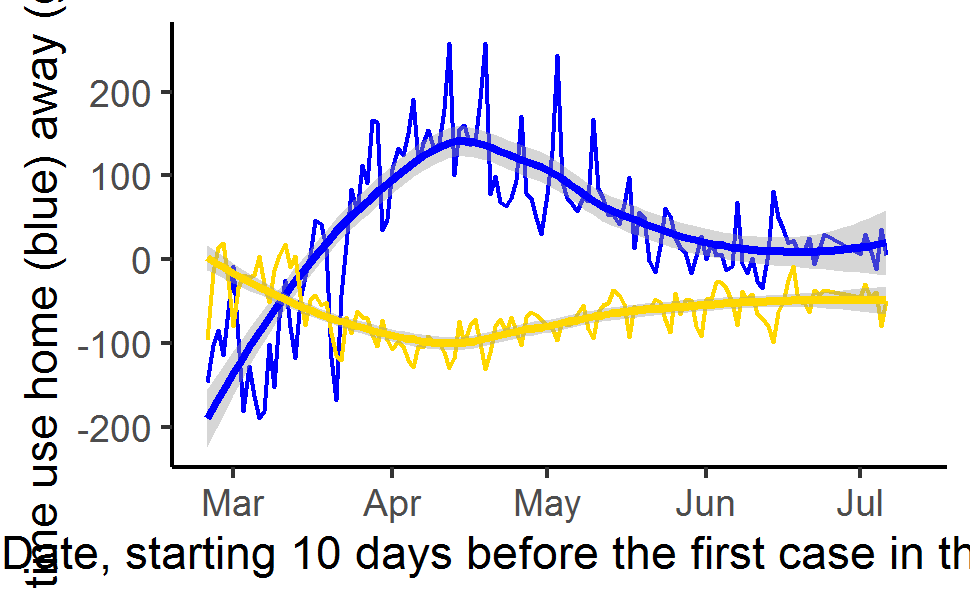 time use home (blue) away (
200
100
0
-100
-200
Mar Apr May Jun Jul
Date, starting 10 days before the first case in th